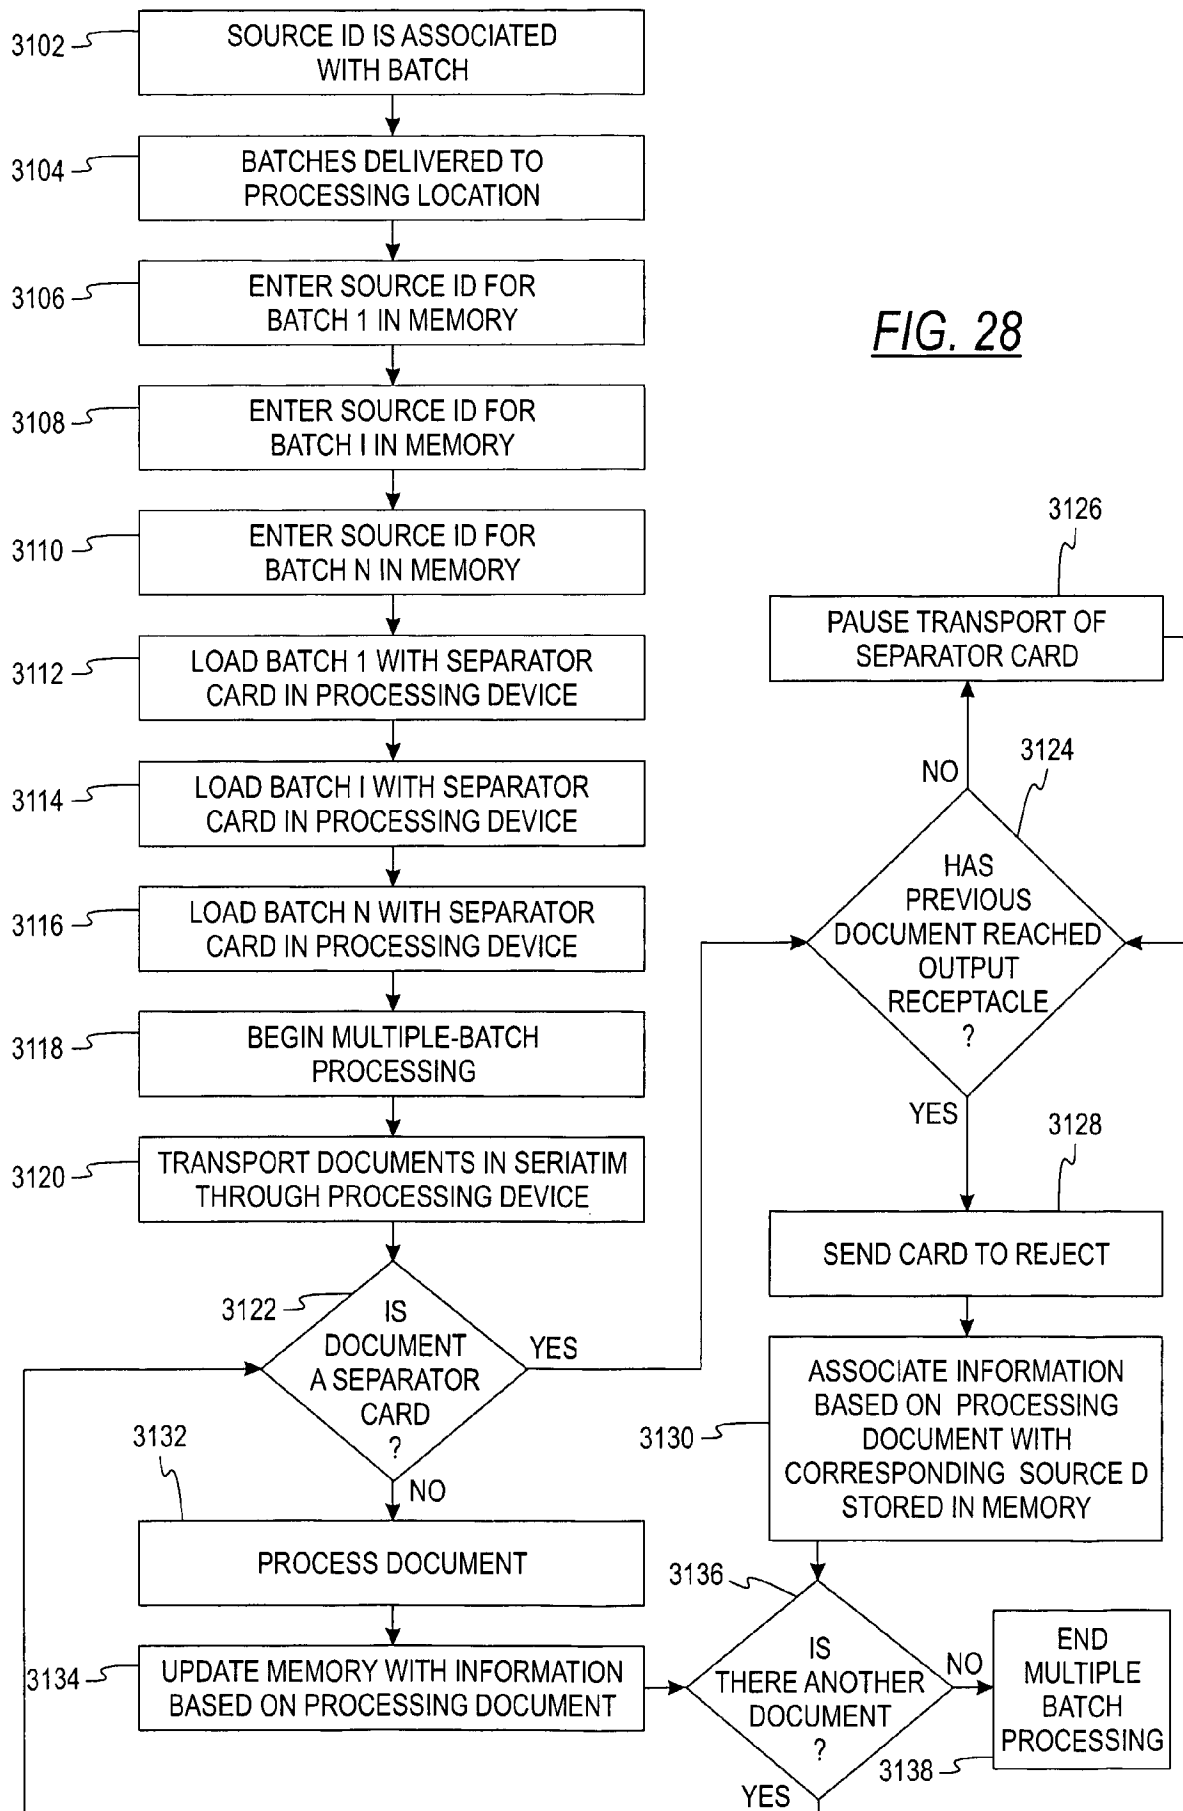 3102
SOURCE ID IS ASSOCIATED
WITH BATCH
3104
BATCHES DELIVERED TO
PROCESSING LOCATION
3106
ENTER SOURCE ID FOR
BATCH 1 IN MEMORY
FIG. 28
3108
ENTER SOURCE ID FOR
BATCH I IN MEMORY
3110
ENTER SOURCE ID FOR
BATCH N IN MEMORY
3112
LOAD BATCH 1 WITH SEPARATOR
CARD IN PROCESSING DEVICE
3114
LOAD BATCH I WITH SEPARATOR
CARD IN PROCESSING DEVICE
3116
LOAD BATCH N WITH SEPARATOR
CARD IN PROCESSING DEVICE
3118
BEGIN MULTIPLE-BATCH
PROCESSING
3120
TRANSPORT DOCUMENTS IN SERIATIM
THROUGH PROCESSING DEVICE
3122
IS
DOCUMENT
A SEPARATOR
CARD
?
YES
NO
3132
PROCESS DOCUMENT
3134
UPDATE MEMORY WITH INFORMATION
BASED ON PROCESSING DOCUMENT
3126
PAUSE TRANSPORT OF
SEPARATOR CARD
NO
3124
HAS
PREVIOUS
DOCUMENT REACHED
OUTPUT
RECEPTACLE
?
YES
3128
SEND CARD TO REJECT
3130
ASSOCIATE INFORMATION
BASED ON PROCESSING
DOCUMENT WITH
CORRESPONDING SOURCE D
STORED IN MEMORY
3136
IS
THERE ANOTHER
DOCUMENT
?
NO
YES
END
MULTIPLE
BATCH
PROCESSING
3138